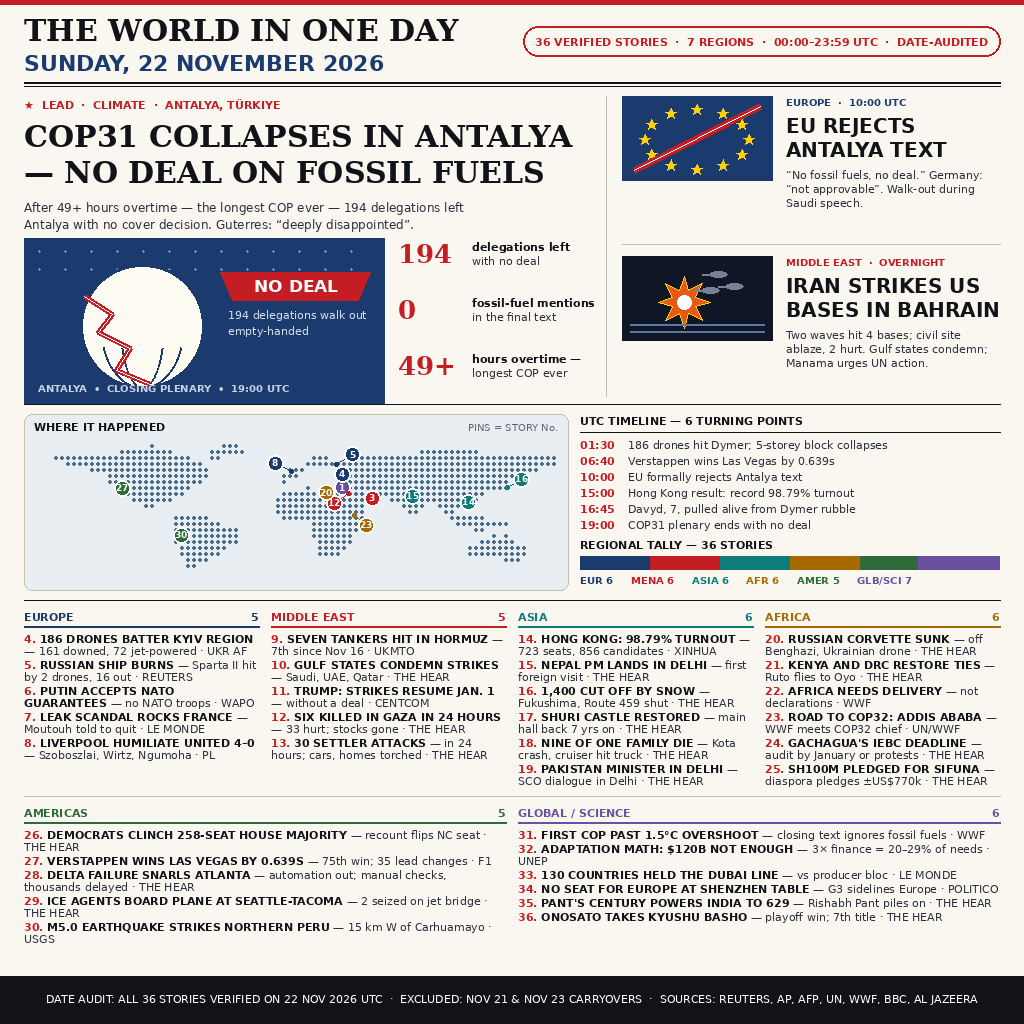 THE WORLD IN ONE DAY
SUNDAY, 22 NOVEMBER 2026
36 VERIFIED STORIES · 7 REGIONS · 00:00–23:59 UTC · DATE-AUDITED
★ LEAD · CLIMATE · ANTALYA, TÜRKIYE
COP31 COLLAPSES IN ANTALYA
— NO DEAL ON FOSSIL FUELS
After 49+ hours overtime — the longest COP ever — 194 delegations left
Antalya with no cover decision. Guterres: “deeply disappointed”.
NO DEAL
194 delegations walk out
empty-handed
ANTALYA • CLOSING PLENARY • 19:00 UTC
194 delegations left
with no deal
0 fossil-fuel mentions
in the final text
49+ hours overtime —
longest COP ever
EUROPE · 10:00 UTC
EU REJECTS
ANTALYA TEXT
“No fossil fuels, no deal.” Germany:
“not approvable”. Walk-out during
Saudi speech.
MIDDLE EAST · OVERNIGHT
IRAN STRIKES US
BASES IN BAHRAIN
Two waves hit 4 bases; civil site
ablaze, 2 hurt. Gulf states condemn;
Manama urges UN action.
WHERE IT HAPPENED
PINS = STORY No.
8
5
4
1
20
12
3
15
14
16
23
27
30
UTC TIMELINE — 6 TURNING POINTS
01:30 186 drones hit Dymer; 5-storey block collapses
06:40 Verstappen wins Las Vegas by 0.639s
10:00 EU formally rejects Antalya text
15:00 Hong Kong result: record 98.79% turnout
16:45 Davyd, 7, pulled alive from Dymer rubble
19:00 COP31 plenary ends with no deal
REGIONAL TALLY — 36 STORIES
EUR 6 MENA 6 ASIA 6 AFR 6 AMER 5 GLB/SCI 7
EUROPE 5
4. 186 DRONES BATTER KYIV REGION
— 161 downed, 72 jet-powered · UKR AF
5. RUSSIAN SHIP BURNS — Sparta II hit
by 2 drones, 16 out · REUTERS
6. PUTIN ACCEPTS NATO
GUARANTEES — no NATO troops · WAPO
7. LEAK SCANDAL ROCKS FRANCE —
Moutouh told to quit · LE MONDE
8. LIVERPOOL HUMILIATE UNITED 4–0
— Szoboszlai, Wirtz, Ngumoha · PL
MIDDLE EAST 5
9. SEVEN TANKERS HIT IN HORMUZ —
7th since Nov 16 · UKMTO
10. GULF STATES CONDEMN STRIKES
— Saudi, UAE, Qatar · THE HEAR
11. TRUMP: STRIKES RESUME JAN. 1
— without a deal · CENTCOM
12. SIX KILLED IN GAZA IN 24 HOURS
— 33 hurt; stocks gone · THE HEAR
13. 30 SETTLER ATTACKS — in 24
hours; cars, homes torched · THE HEAR
ASIA 6
14. HONG KONG: 98.79% TURNOUT —
723 seats, 856 candidates · XINHUA
15. NEPAL PM LANDS IN DELHI — first
foreign visit · THE HEAR
16. 1,400 CUT OFF BY SNOW —
Fukushima, Route 459 shut · THE HEAR
17. SHURI CASTLE RESTORED — main
hall back 7 yrs on · THE HEAR
18. NINE OF ONE FAMILY DIE — Kota
crash, cruiser hit truck · THE HEAR
19. PAKISTAN MINISTER IN DELHI —
SCO dialogue in Delhi · THE HEAR
AFRICA 6
20. RUSSIAN CORVETTE SUNK — off
Benghazi, Ukrainian drone · THE HEAR
21. KENYA AND DRC RESTORE TIES —
Ruto flies to Oyo · THE HEAR
22. AFRICA NEEDS DELIVERY — not
declarations · WWF
23. ROAD TO COP32: ADDIS ABABA —
WWF meets COP32 chief · UN/WWF
24. GACHAGUA'S IEBC DEADLINE —
audit by January or protests · THE HEAR
25. SH100M PLEDGED FOR SIFUNA —
diaspora pledges ±US$770k · THE HEAR
AMERICAS 5
26. DEMOCRATS CLINCH 258-SEAT HOUSE MAJORITY — recount flips NC seat ·
THE HEAR
27. VERSTAPPEN WINS LAS VEGAS BY 0.639S — 75th win; 35 lead changes · F1
28. DELTA FAILURE SNARLS ATLANTA — automation out; manual checks,
thousands delayed · THE HEAR
29. ICE AGENTS BOARD PLANE AT SEATTLE-TACOMA — 2 seized on jet bridge ·
THE HEAR
30. M5.0 EARTHQUAKE STRIKES NORTHERN PERU — 15 km W of Carhuamayo ·
USGS
GLOBAL / SCIENCE 6
31. FIRST COP PAST 1.5°C OVERSHOOT — closing text ignores fossil fuels · WWF
32. ADAPTATION MATH: $120B NOT ENOUGH — 3× finance = 20–29% of needs ·
UNEP
33. 130 COUNTRIES HELD THE DUBAI LINE — vs producer bloc · LE MONDE
34. NO SEAT FOR EUROPE AT SHENZHEN TABLE — G3 sidelines Europe · POLITICO
35. PANT'S CENTURY POWERS INDIA TO 629 — Rishabh Pant piles on · THE HEAR
36. ONOSATO TAKES KYUSHU BASHO — playoff win; 7th title · THE HEAR
DATE AUDIT: ALL 36 STORIES VERIFIED ON 22 NOV 2026 UTC · EXCLUDED: NOV 21 & NOV 23 CARRYOVERS · SOURCES: REUTERS, AP, AFP, UN, WWF, BBC, AL JAZEERA